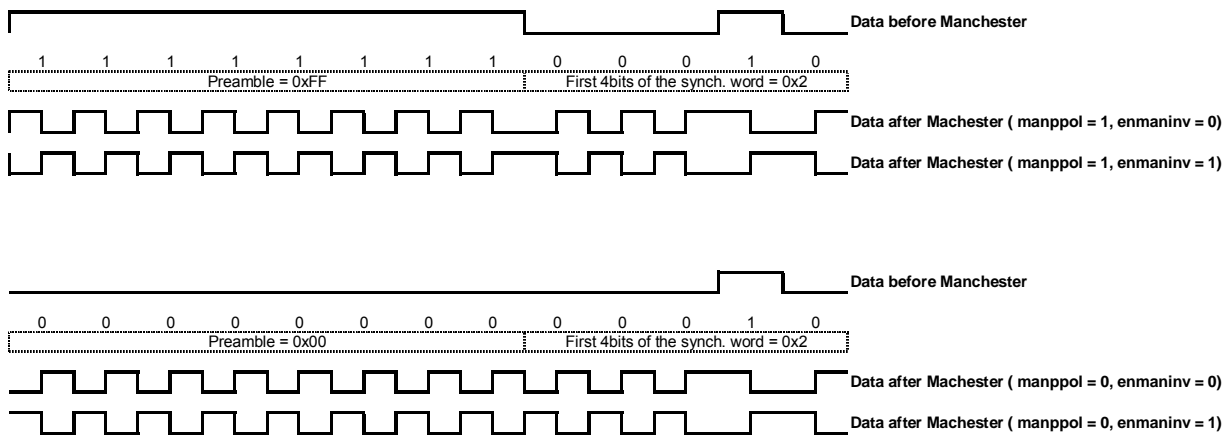 Data before Manchester
1 1 1 1 1 1 1 1 0 0 0 1 0
Preamble = 0xFF First 4bits of the synch. word = 0x2
Data after Machester ( manppol = 1, enmaninv = 0)
Data after Machester ( manppol = 1, enmaninv = 1)
Data before Manchester
0 0 0 0 0 0 0 0 0 0 0 1 0
Preamble = 0x00 First 4bits of the synch. word = 0x2
Data after Machester ( manppol = 0, enmaninv = 0)
Data after Machester ( manppol = 0, enmaninv = 1)